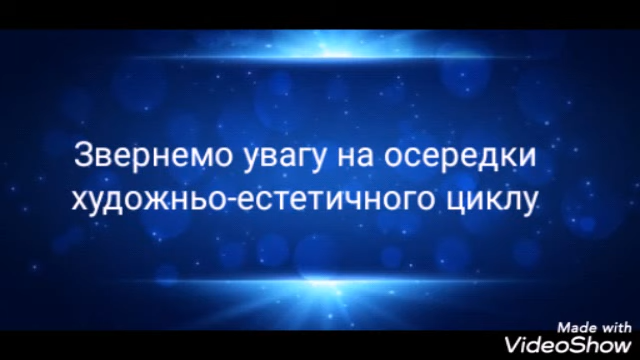 Звернемо увагу на осередки
художньо-естетичного циклу
Made with
VideoShow